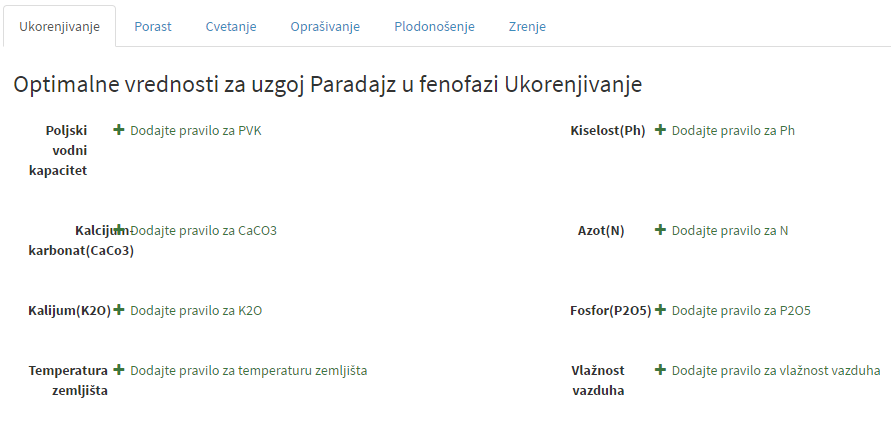 Ukorenjivanje Porast Cvetanje Oprašivanje Plodonošenje Zrenje
Optimalne vrednosti za uzgoj Paradajz u fenofazi Ukorenjivanje
Poljski Dodajte pravilo za PVK
vodni
kapacitet
Kiselost(Ph) Dodajte pravilo za Ph
Kalcijum- Dodajte pravilo za CaCO3
karbonat(CaCo3)
Azot(N) Dodajte pravilo za N
Kalijum(K2O) Dodajte pravilo za K2O
Fosfor(P2O5) Dodajte pravilo za P2O5
Temperatura Dodajte pravilo za temperaturu zemljišta
zemljišta
Vlažnost Dodajte pravilo za vlažnost vazduha
vazduha